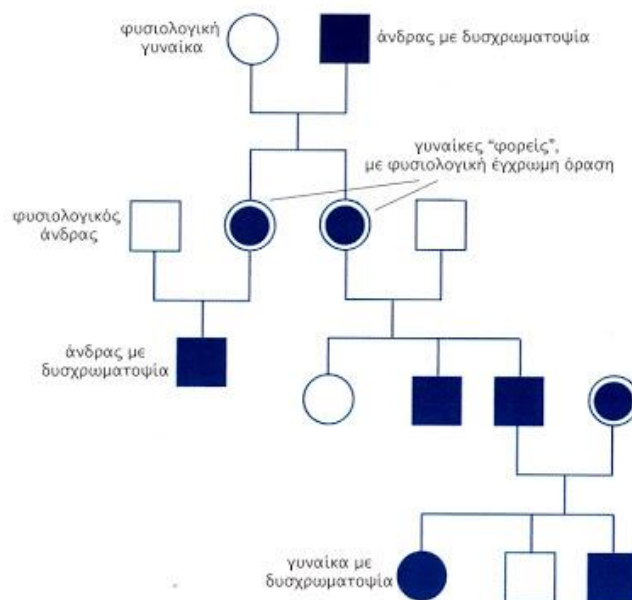 φυσιολογική
γυναίκα
άνδρας με δυσχρωματοψία
γυναίκες "φορείς",
με φυσιολογική έγχρωμη όραση
φυσιολογικός
άνδρας
άνδρας με
δυσχρωματοψία
γυναίκα με
δυσχρωματοψία